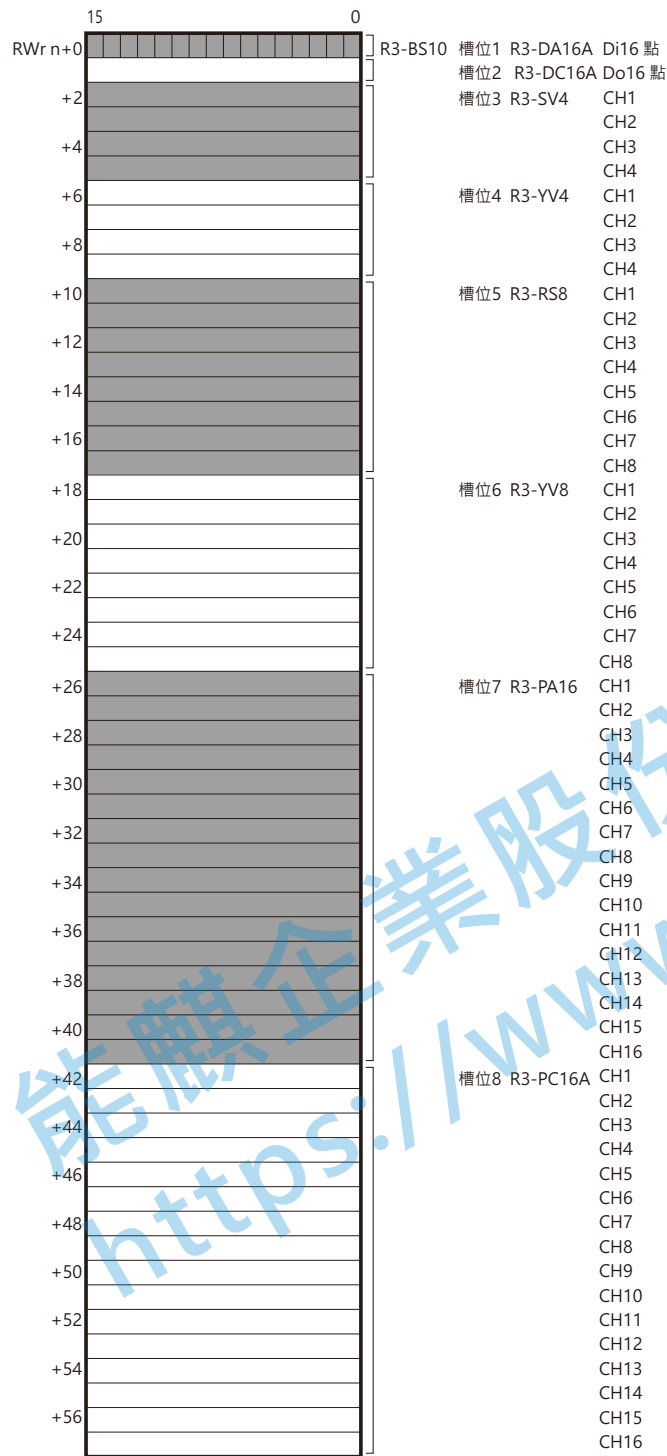 15 0
RWr n+0 R3-BS10 槽位1 R3-DA16A Di16 點
槽位2 R3-DC16A Do16 點
+2 槽位3 R3-SV4 CH1
CH2
+4 CH3
CH4
+6 槽位4 R3-YV4 CH1
CH2
+8 CH3
CH4
+10 槽位5 R3-RS8 CH1
CH2
+12 CH3
CH4
+14 CH5
CH6
+16 CH7
CH8
+18 槽位6 R3-YV8 CH1
CH2
+20 CH3
CH4
+22 CH5
CH6
+24 CH7
CH8
+26 槽位7 R3-PA16 CH1
CH2
+28 CH3
CH4
+30 CH5
CH6
+32 CH7
CH8
+34 CH9
CH10
+36 CH11
CH12
+38 CH13
CH14
+40 CH15
CH16
+42 槽位8 R3-PC16A CH1
CH2
+44 CH3
CH4
+46 CH5
CH6
+48 CH7
CH8
+50 CH9
CH10
+52 CH11
CH12
+54 CH13
CH14
+56 CH15
CH16
能麒企業股份
https://www